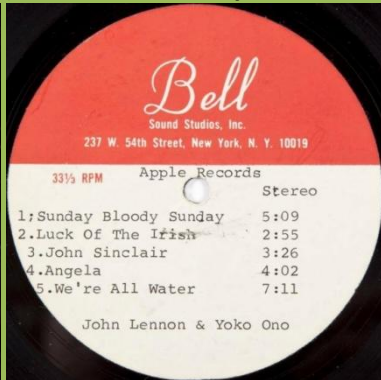 Bell
Sound Studios, Inc.
237 W. 54th Street, New York, N. Y. 10019
33⅓ RPM Apple Records
Stereo
1;Sunday Bloody Sunday 5:09
2.Luck Of The Irish 2:55
3.John Sinclair 3:26
4.Angela 4:02
5.We're All Water 7:11
John Lennon & Yoko Ono